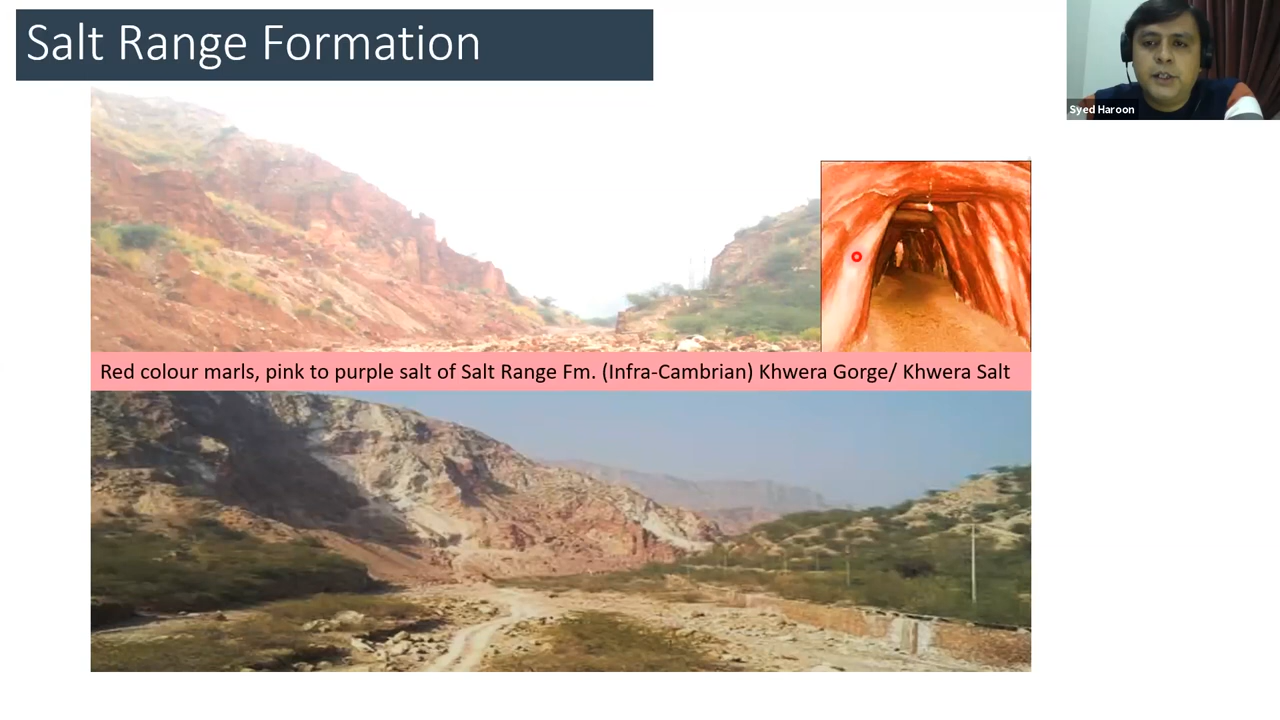 Salt Range Formation
Syed Haroon
Red colour marls, pink to purple salt of Salt Range Fm. (Infra-Cambrian) Khwera Gorge/ Khwera Salt